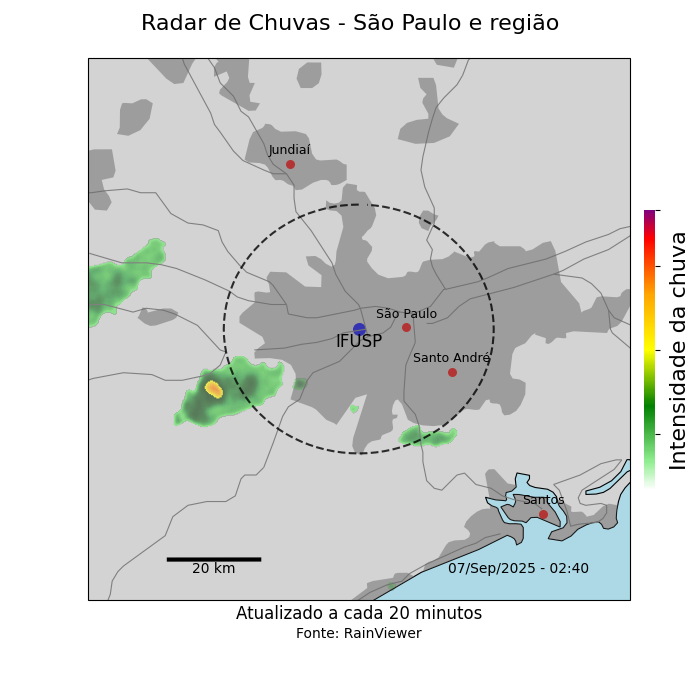 Radar de Chuvas - São Paulo e região
Jundiaí
São Paulo
IFUSP
Santo André
Santos
20 km
07/Sep/2025 - 02:40
Intensidade da chuva
Atualizado a cada 20 minutos
Fonte: RainViewer